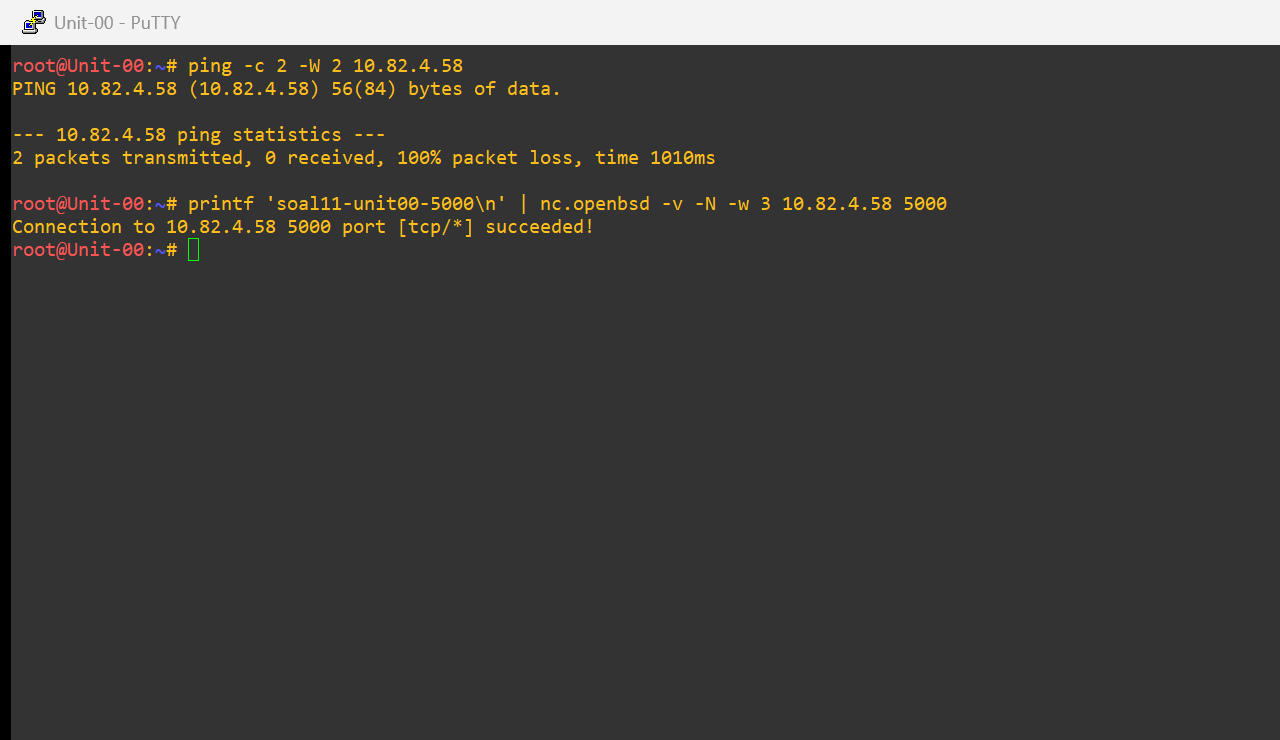 Unit-00 - PuTTY
root@Unit-00:~# ping -c 2 -W 2 10.82.4.58
PING 10.82.4.58 (10.82.4.58) 56(84) bytes of data.
--- 10.82.4.58 ping statistics ---
2 packets transmitted, 0 received, 100% packet loss, time 1010ms
root@Unit-00:~# printf 'soal11-unit00-5000\n' | nc.openbsd -v -N -w 3 10.82.4.58 5000
Connection to 10.82.4.58 5000 port [tcp/*] succeeded!
root@Unit-00:~#